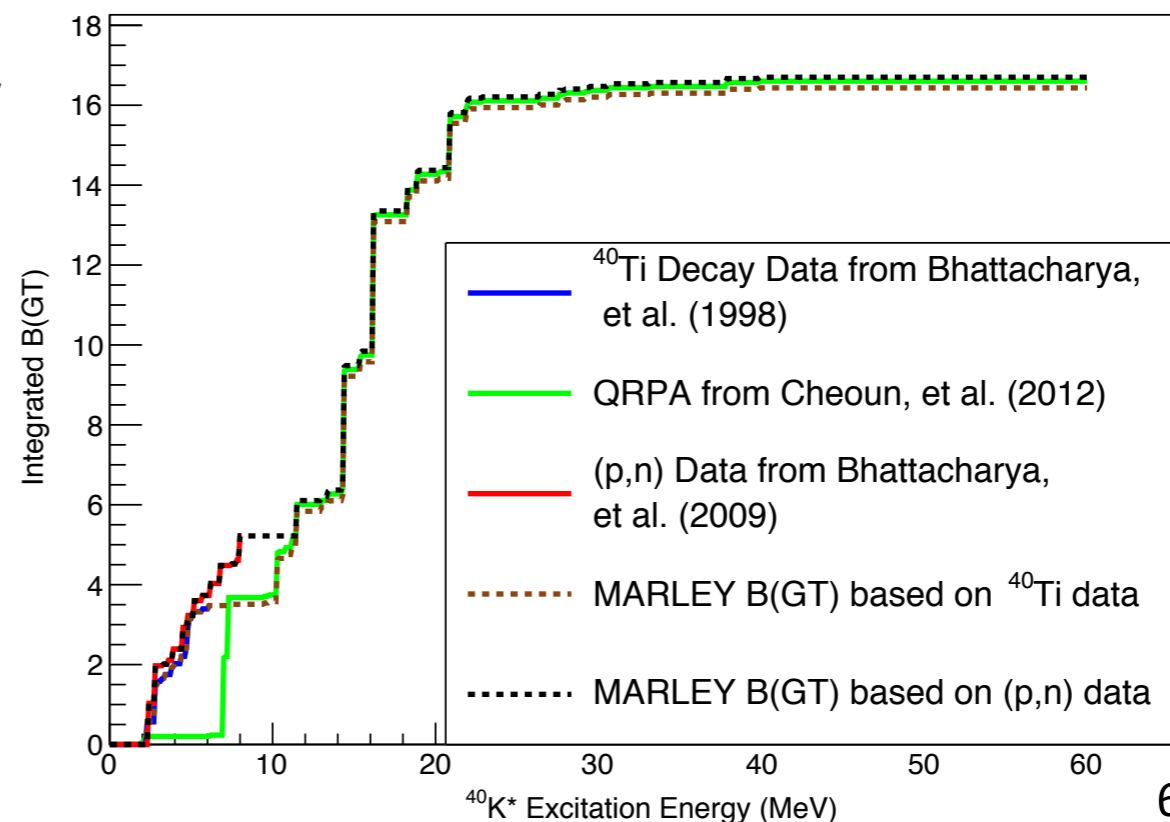 18
16
14
12
10
8
6
4
2
0
Integrated B(GT)
0 10 20 30 40 50 60
⁴⁰K* Excitation Energy (MeV)
⁴⁰Ti Decay Data from Bhattacharya,
et al. (1998)
QRPA from Cheoun, et al. (2012)
(p,n) Data from Bhattacharya,
et al. (2009)
MARLEY B(GT) based on ⁴⁰Ti data
MARLEY B(GT) based on (p,n) data